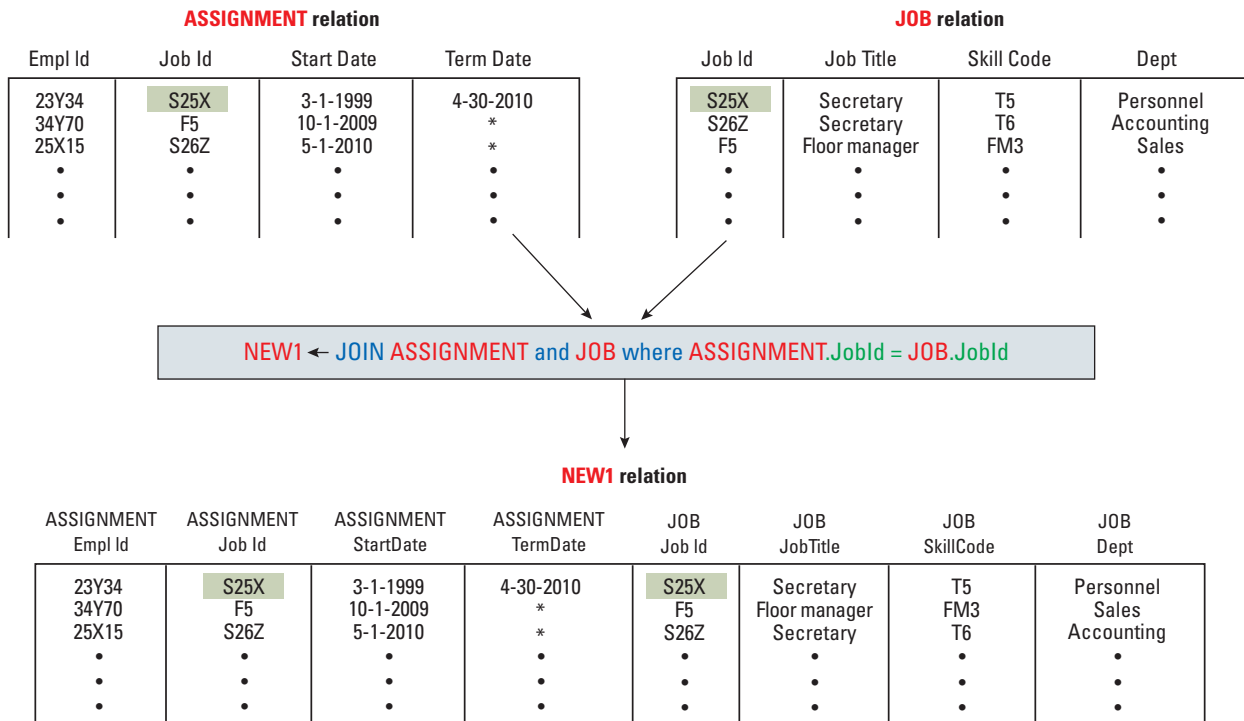 ASSIGNMENT relation
Empl Id Job Id Start Date Term Date
23Y34 S25X 3-1-1999 4-30-2010
34Y70 F5 10-1-2009 *
25X15 S26Z 5-1-2010 *
JOB relation
Job Id Job Title Skill Code Dept
S25X Secretary T5 Personnel
S26Z Secretary T6 Accounting
F5 Floor manager FM3 Sales
NEW1 ← JOIN ASSIGNMENT and JOB where ASSIGNMENT.JobId = JOB.JobId
NEW1 relation
ASSIGNMENT ASSIGNMENT ASSIGNMENT ASSIGNMENT JOB JOB JOB JOB
Empl Id Job Id StartDate TermDate Job Id JobTitle SkillCode Dept
23Y34 S25X 3-1-1999 4-30-2010 S25X Secretary T5 Personnel
34Y70 F5 10-1-2009 * F5 Floor manager FM3 Sales
25X15 S26Z 5-1-2010 * S26Z Secretary T6 Accounting